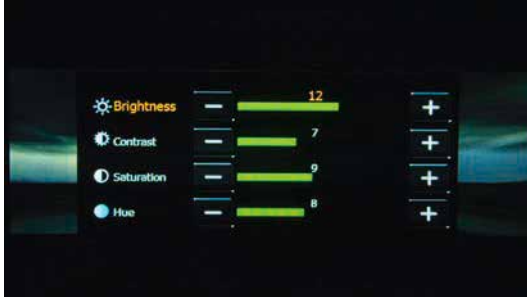 Brightness − 12 +
Contrast − 7 +
Saturation − 9 +
Hue − 8 +